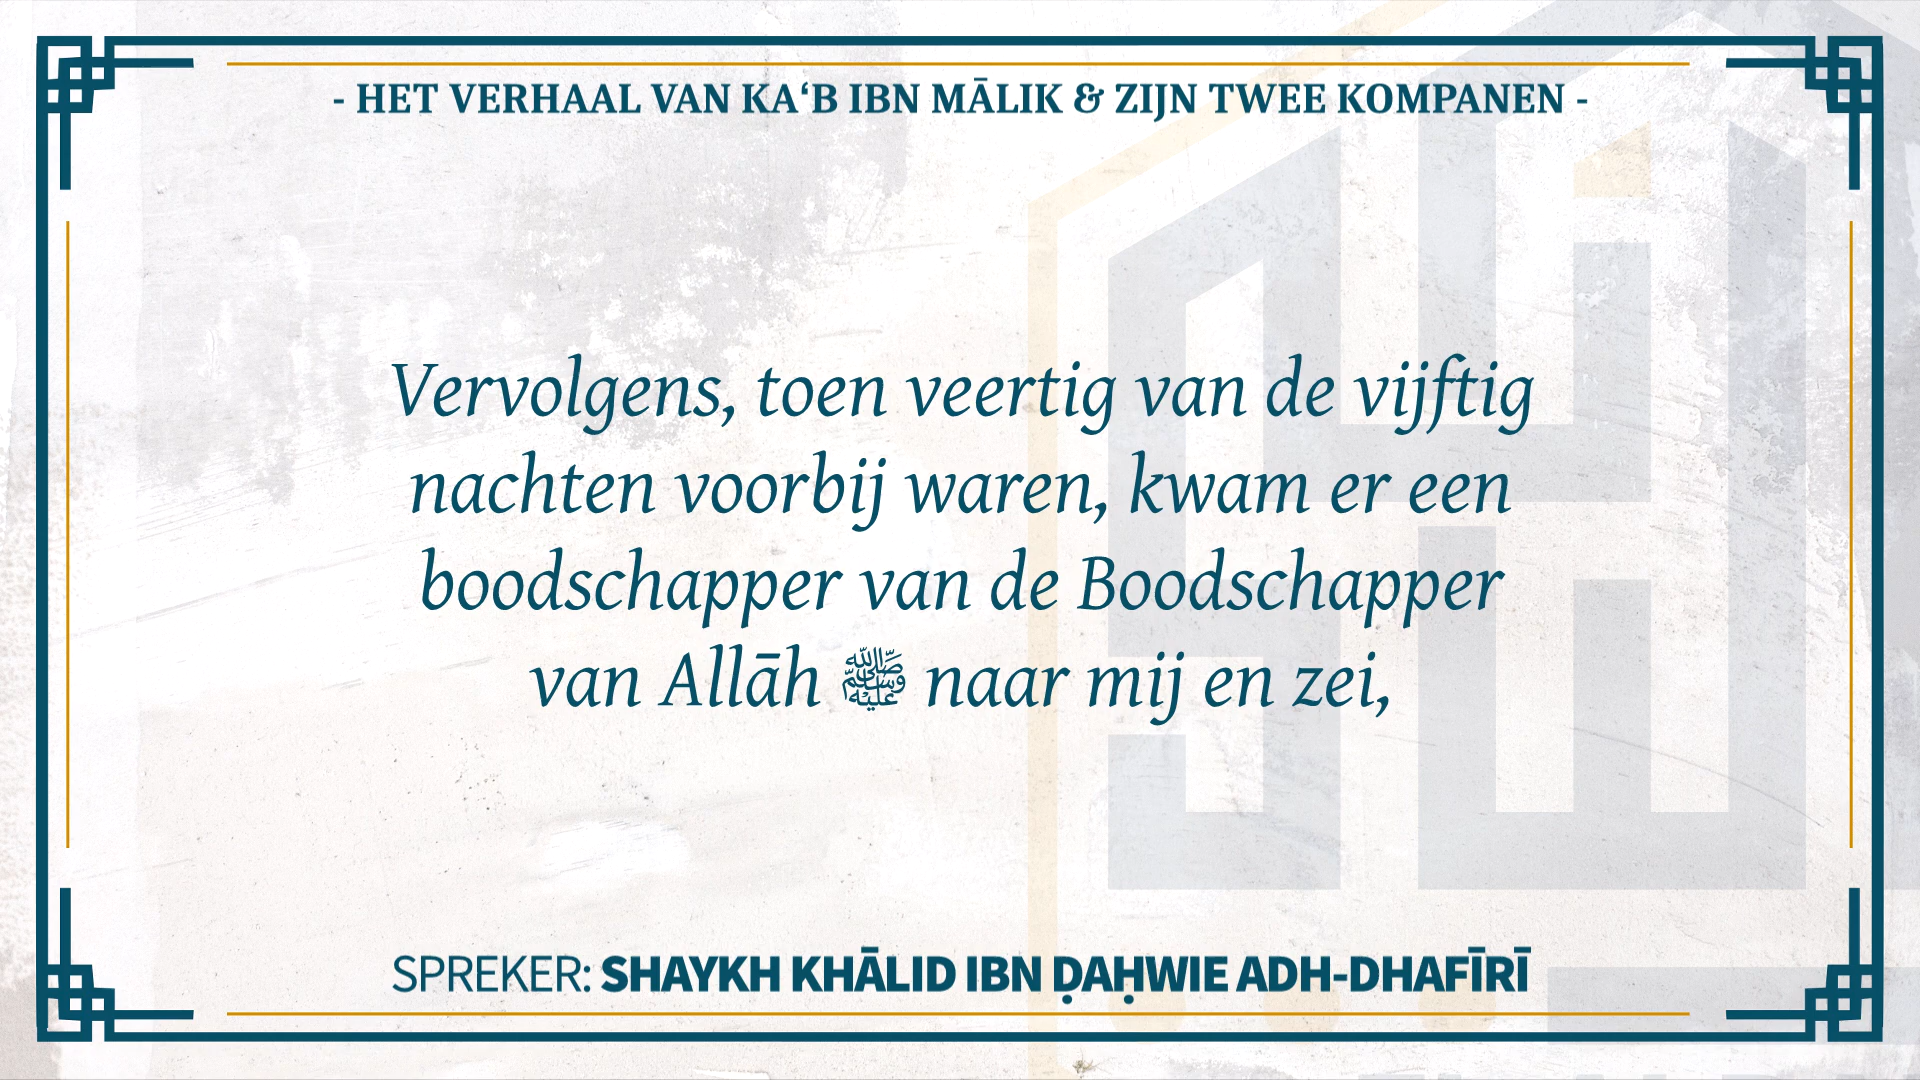 - HET VERHAAL VAN KAʻB IBN MĀLIK & ZIJN TWEE KOMPANEN -
Vervolgens, toen veertig van de vijftig
nachten voorbij waren, kwam er een
boodschapper van de Boodschapper
van Allāh ﷺ naar mij en zei,
SPREKER: SHAYKH KHĀLID IBN ḌAḤWIE ADH-DHAFĪRĪ